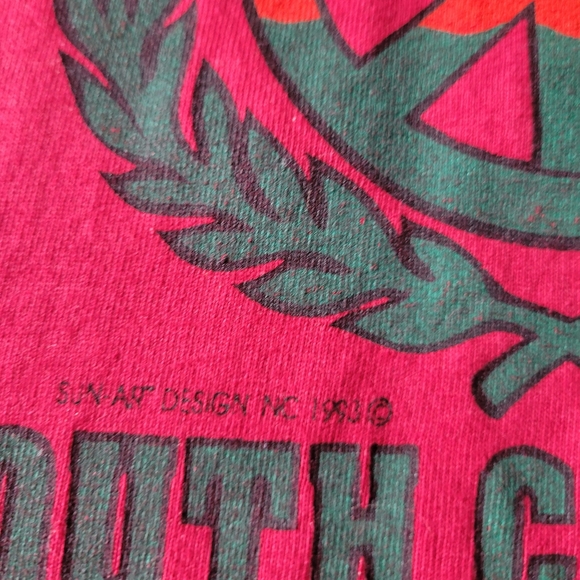 SUN-ART DESIGN INC 1993 ©
OUTH C